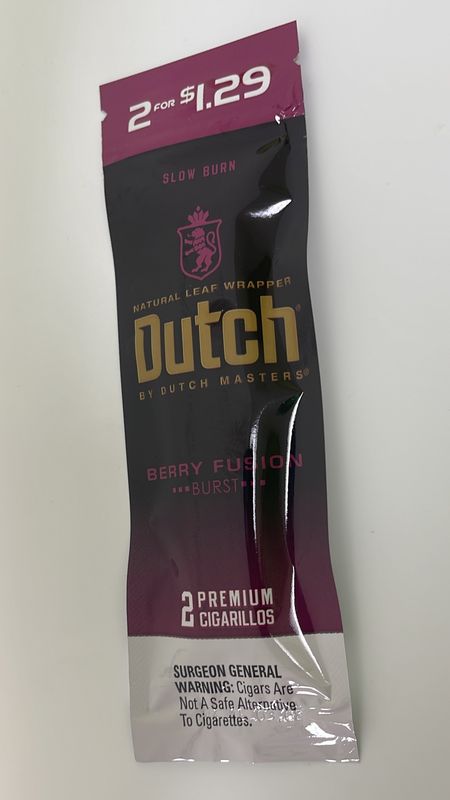 2 FOR $1.29
SLOW BURN
NATURAL LEAF WRAPPER
Dutch®
BY DUTCH MASTERS®
BERRY FUSION
BURST
2 PREMIUM
CIGARILLOS
SURGEON GENERAL
WARNING: Cigars Are
Not A Safe Alternative
To Cigarettes.